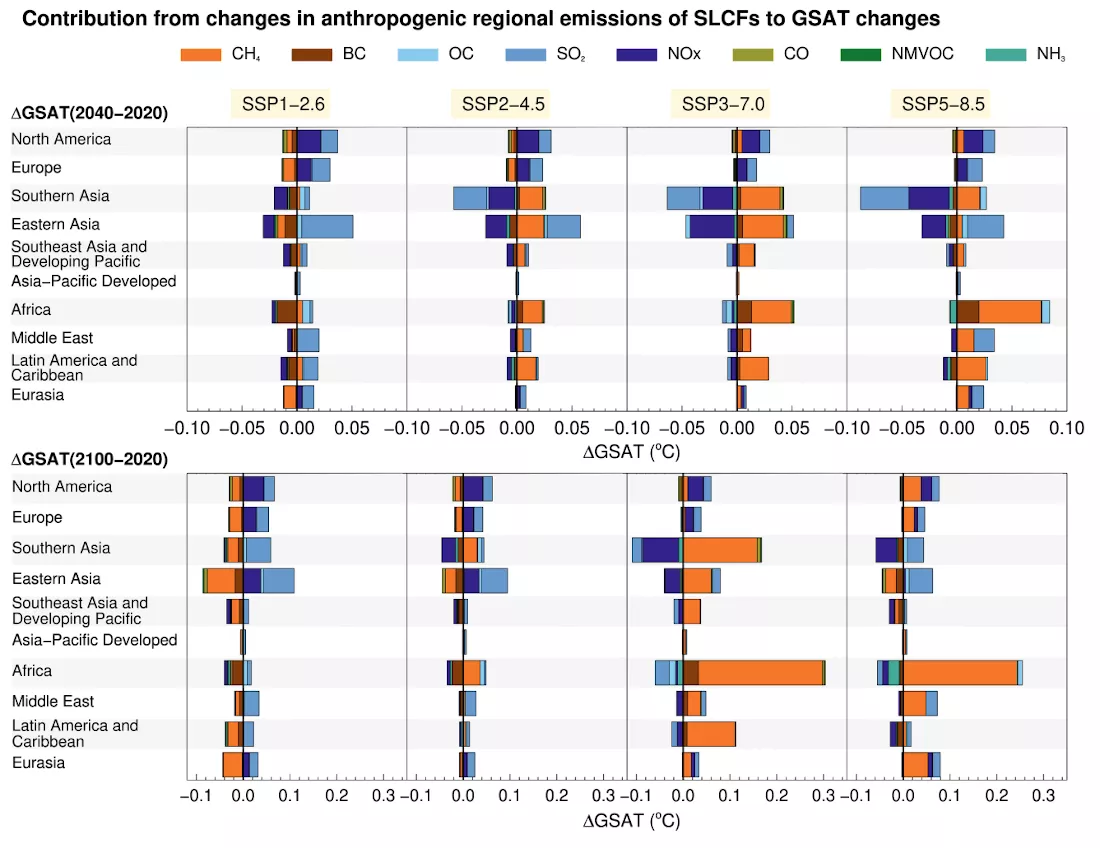 Contribution from changes in anthropogenic regional emissions of SLCFs to GSAT changes
CH₄ BC OC SO₂ NOx CO NMVOC NH₃
SSP1−2.6 SSP2−4.5 SSP3−7.0 SSP5−8.5
ΔGSAT(2040−2020)
North America
Europe
Southern Asia
Eastern Asia
Southeast Asia and
Developing Pacific
Asia−Pacific Developed
Africa
Middle East
Latin America and
Caribbean
Eurasia
−0.10 −0.05 0.00 0.05 −0.10 −0.05 0.00 0.05 −0.10 −0.05 0.00 0.05 −0.10 −0.05 0.00 0.05 0.10
ΔGSAT (°C)
ΔGSAT(2100−2020)
North America
Europe
Southern Asia
Eastern Asia
Southeast Asia and
Developing Pacific
Asia−Pacific Developed
Africa
Middle East
Latin America and
Caribbean
Eurasia
−0.1 0.0 0.1 0.2 0.3 −0.1 0.0 0.1 0.2 0.3 −0.1 0.0 0.1 0.2 0.3 −0.1 0.0 0.1 0.2 0.3
ΔGSAT (°C)